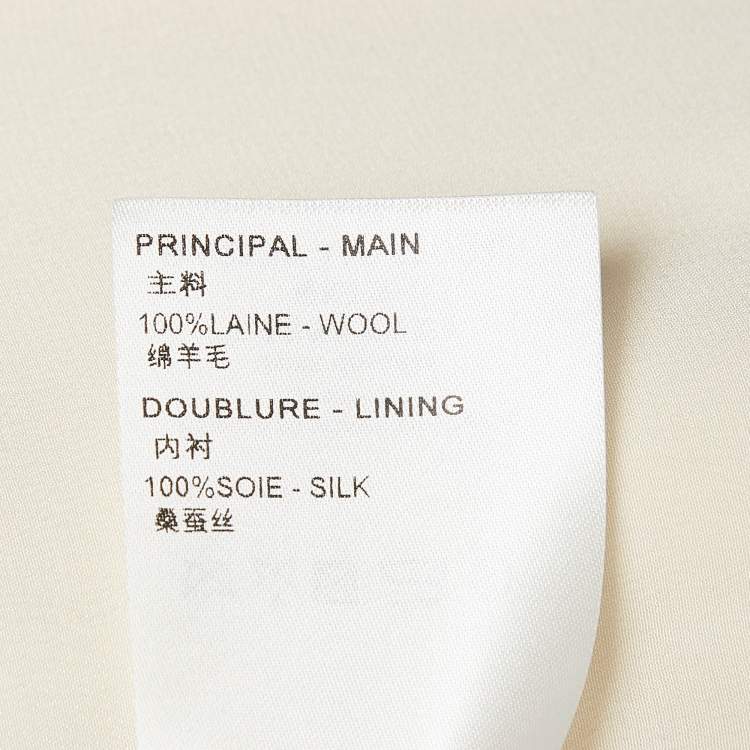 PRINCIPAL - MAIN
主料
100%LAINE - WOOL
绵羊毛
DOUBLURE - LINING
内衬
100%SOIE - SILK
桑蚕丝